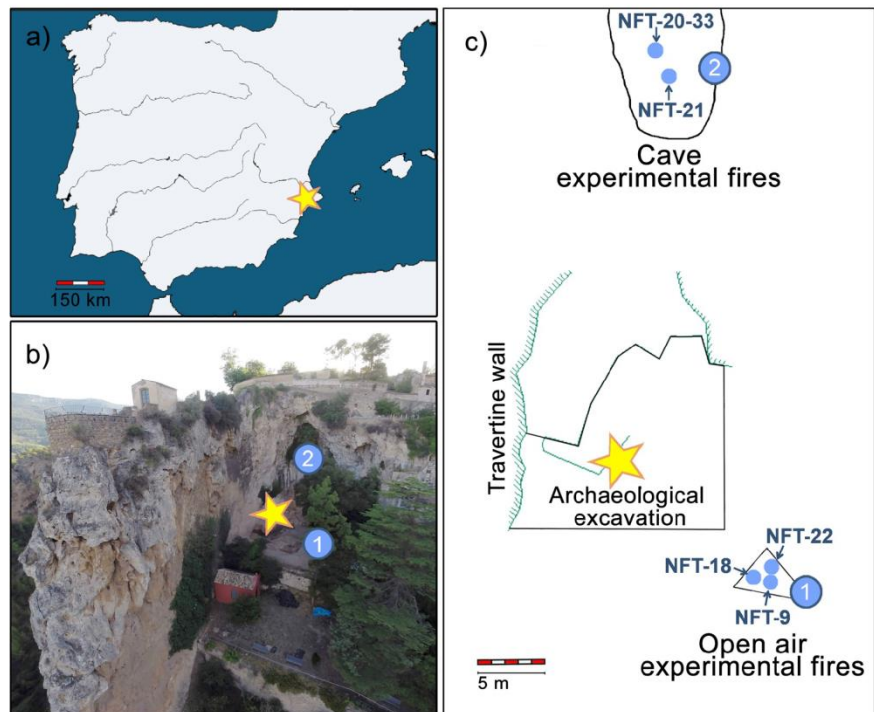 a)
150 km
b)
2
1
c)
NFT-20-33
2
NFT-21
Cave
experimental fires
Travertine wall
Archaeological
excavation
NFT-22
NFT-18
1
NFT-9
Open air
experimental fires
5 m